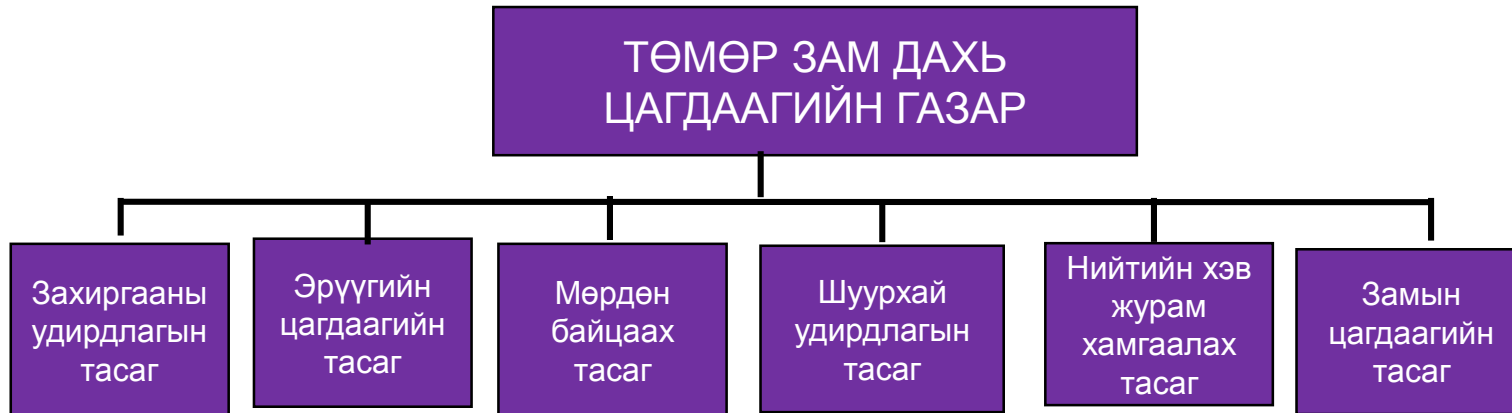 ТӨМӨР ЗАМ ДАХЬ
ЦАГДААГИЙН ГАЗАР
Захиргааны
удирдлагын
тасаг
Эрүүгийн
цагдаагийн
тасаг
Мөрдөн
байцаах
тасаг
Шуурхай
удирдлагын
тасаг
Нийтийн хэв
журам
хамгаалах
тасаг
Замын
цагдаагийн
тасаг